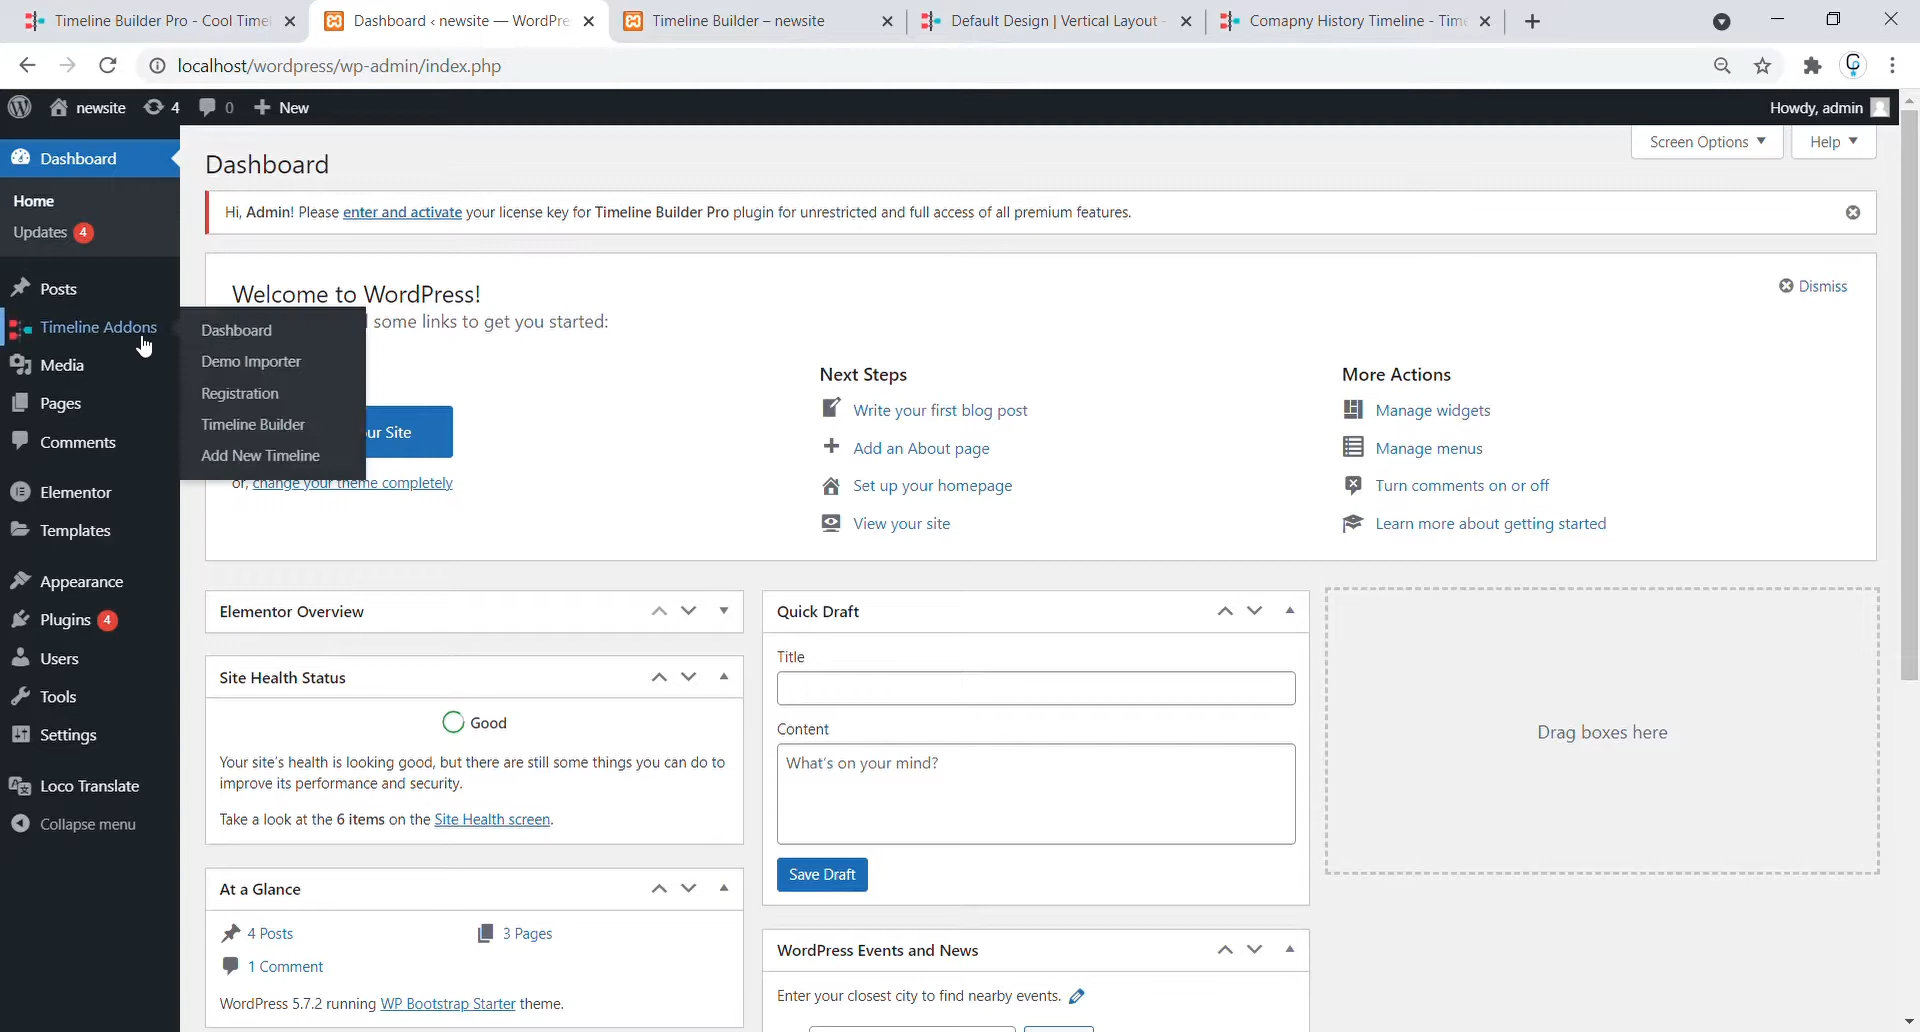 Timeline Builder Pro - Cool Timel
Dashboard ‹ newsite — WordPre
Timeline Builder – newsite
Default Design | Vertical Layout -
Comapny History Timeline - Tim
localhost/wordpress/wp-admin/index.php
newsite
4
0
New
Howdy, admin
Dashboard
Home
Updates 4
Posts
Timeline Addons
Media
Pages
Comments
Elementor
Templates
Appearance
Plugins 4
Users
Tools
Settings
Loco Translate
Collapse menu
Dashboard
Demo Importer
Registration
Timeline Builder
Add New Timeline
Screen Options
Help
Dashboard
Hi, Admin! Please enter and activate your license key for Timeline Builder Pro plugin for unrestricted and full access of all premium features.
Welcome to WordPress!
some links to get you started:
Dismiss
ur Site
or, change your theme completely
Next Steps
Write your first blog post
Add an About page
Set up your homepage
View your site
More Actions
Manage widgets
Manage menus
Turn comments on or off
Learn more about getting started
Elementor Overview
Site Health Status
Good
Your site's health is looking good, but there are still some things you can do to
improve its performance and security.
Take a look at the 6 items on the Site Health screen.
At a Glance
4 Posts
3 Pages
1 Comment
WordPress 5.7.2 running WP Bootstrap Starter theme.
Quick Draft
Title
Content
What's on your mind?
Save Draft
WordPress Events and News
Enter your closest city to find nearby events.
Drag boxes here